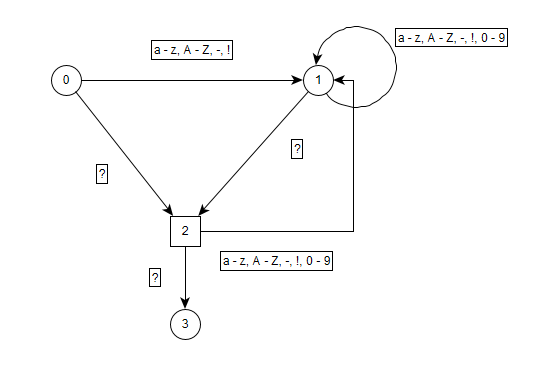 a - z, A - Z, -, !
a - z, A - Z, -, !, 0 - 9
0
1
?
?
2
a - z, A - Z, -, !, 0 - 9
?
3